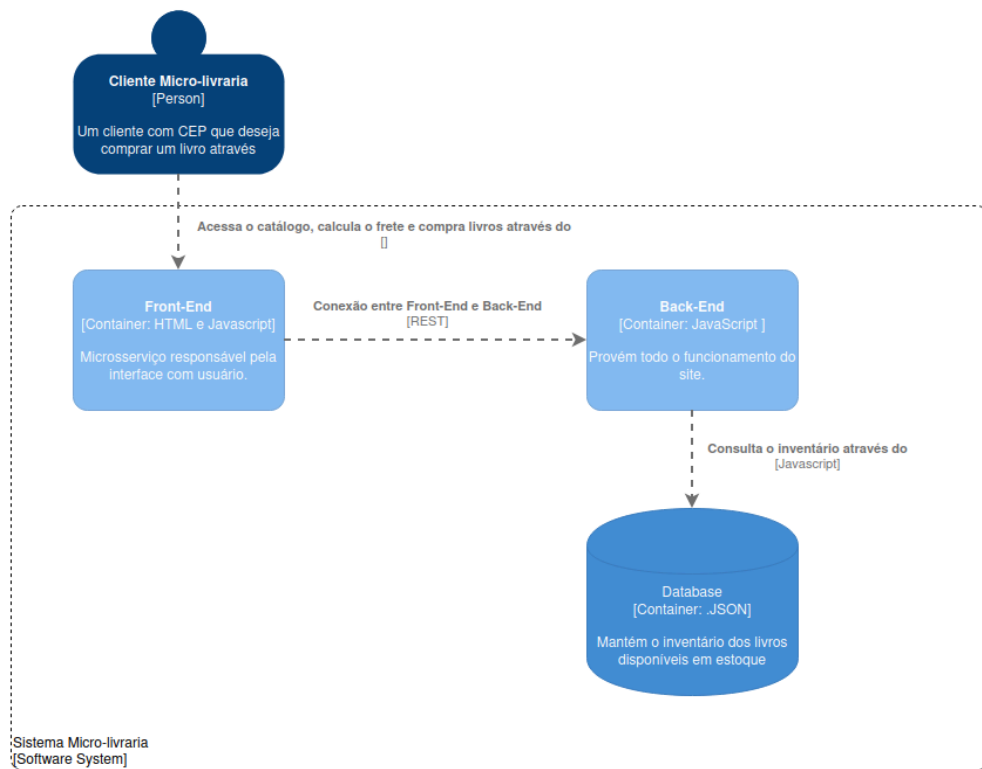 Cliente Micro-livraria
[Person]
Um cliente com CEP que deseja
comprar um livro através
Acessa o catálogo, calcula o frete e compra livros através do
[]
Front-End
[Container: HTML e Javascript]
Microsserviço responsável pela
interface com usuário.
Conexão entre Front-End e Back-End
[REST]
Back-End
[Container: JavaScript ]
Provém todo o funcionamento do
site.
Consulta o inventário através do
[Javascript]
Database
[Container: .JSON]
Mantém o inventário dos livros
disponíveis em estoque
Sistema Micro-livraria
[Software System]